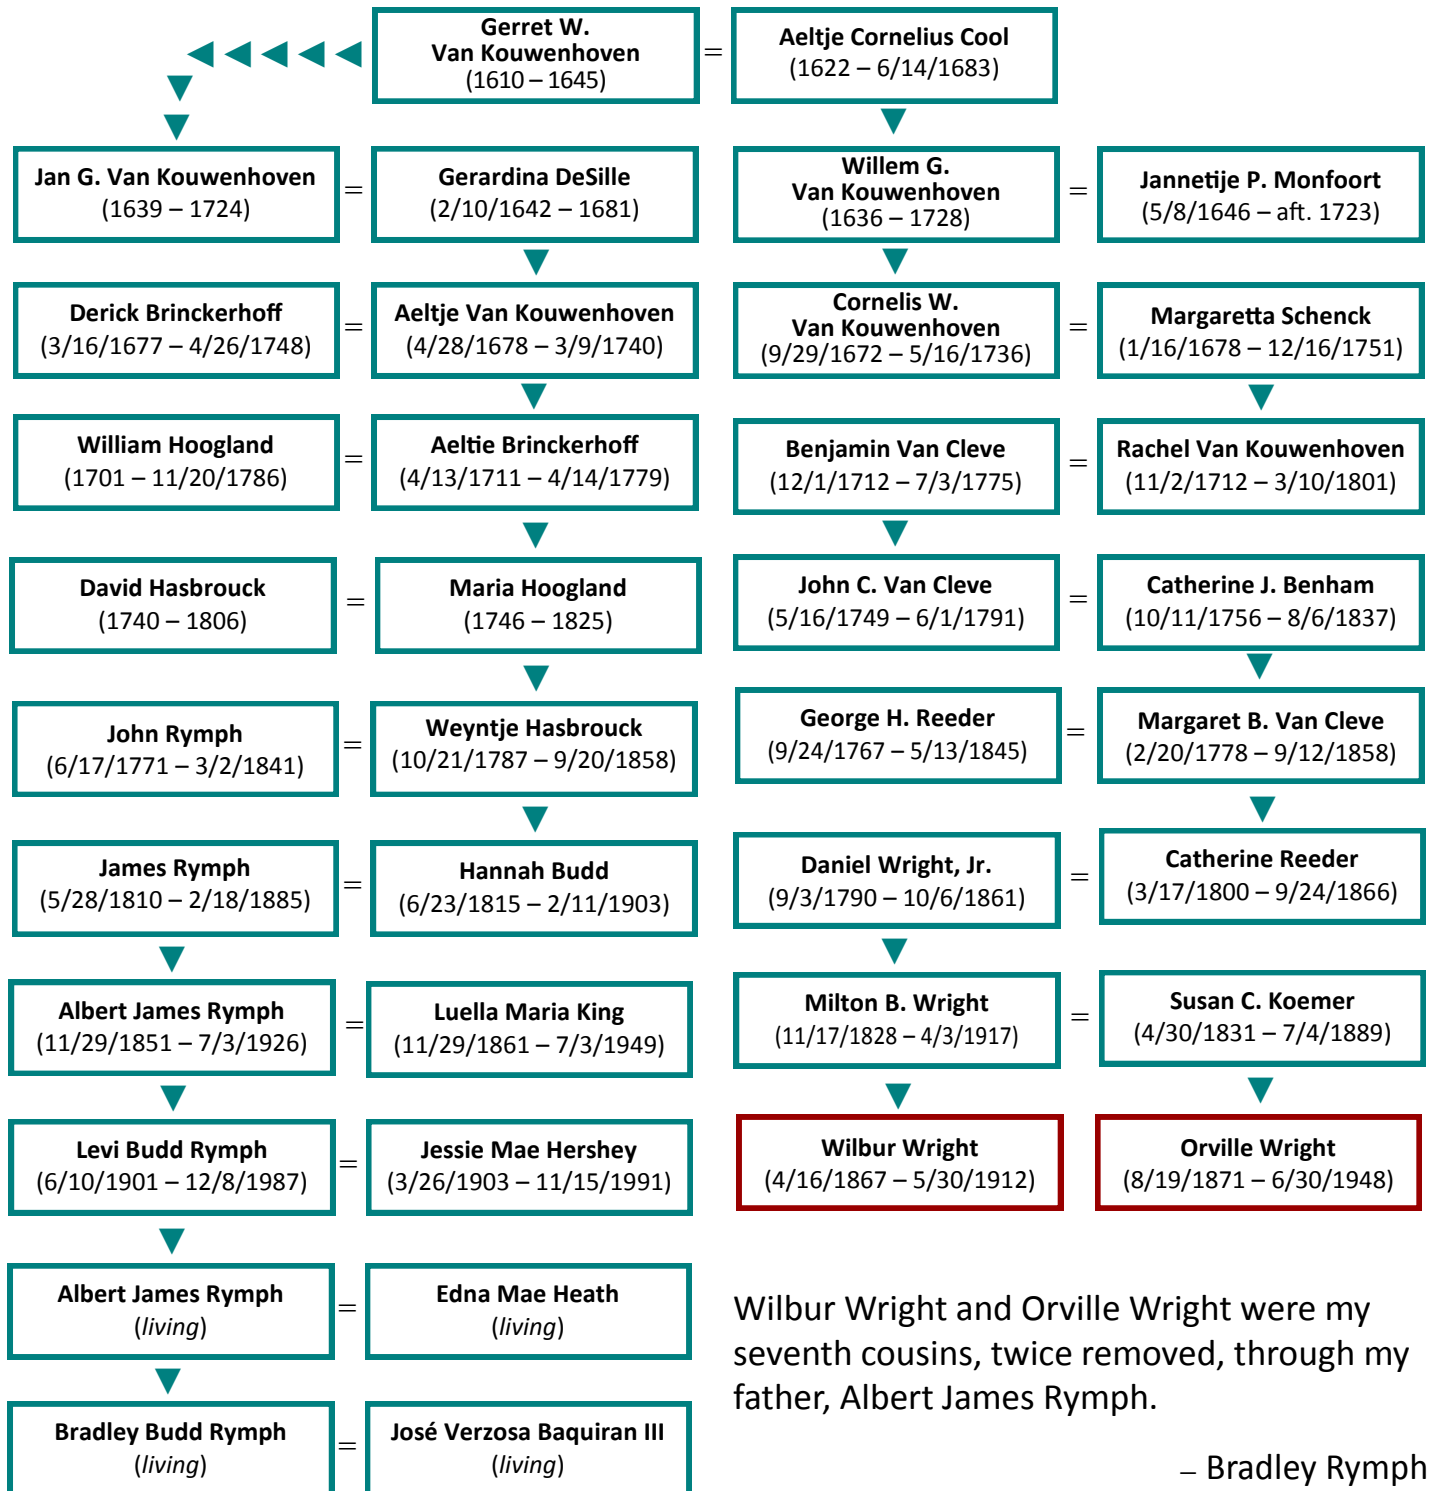 Gerret W.
Van Kouwenhoven
(1610 – 1645)
=
Aeltje Cornelius Cool
(1622 – 6/14/1683)
Jan G. Van Kouwenhoven
(1639 – 1724)
=
Gerardina DeSille
(2/10/1642 – 1681)
Willem G.
Van Kouwenhoven
(1636 – 1728)
=
Jannetije P. Monfoort
(5/8/1646 – aft. 1723)
Derick Brinckerhoff
(3/16/1677 – 4/26/1748)
=
Aeltje Van Kouwenhoven
(4/28/1678 – 3/9/1740)
Cornelis W.
Van Kouwenhoven
(9/29/1672 – 5/16/1736)
=
Margaretta Schenck
(1/16/1678 – 12/16/1751)
William Hoogland
(1701 – 11/20/1786)
=
Aeltie Brinckerhoff
(4/13/1711 – 4/14/1779)
Benjamin Van Cleve
(12/1/1712 – 7/3/1775)
=
Rachel Van Kouwenhoven
(11/2/1712 – 3/10/1801)
David Hasbrouck
(1740 – 1806)
=
Maria Hoogland
(1746 – 1825)
John C. Van Cleve
(5/16/1749 – 6/1/1791)
=
Catherine J. Benham
(10/11/1756 – 8/6/1837)
John Rymph
(6/17/1771 – 3/2/1841)
=
Weyntje Hasbrouck
(10/21/1787 – 9/20/1858)
George H. Reeder
(9/24/1767 – 5/13/1845)
=
Margaret B. Van Cleve
(2/20/1778 – 9/12/1858)
James Rymph
(5/28/1810 – 2/18/1885)
=
Hannah Budd
(6/23/1815 – 2/11/1903)
Daniel Wright, Jr.
(9/3/1790 – 10/6/1861)
=
Catherine Reeder
(3/17/1800 – 9/24/1866)
Albert James Rymph
(11/29/1851 – 7/3/1926)
=
Luella Maria King
(11/29/1861 – 7/3/1949)
Milton B. Wright
(11/17/1828 – 4/3/1917)
=
Susan C. Koemer
(4/30/1831 – 7/4/1889)
Levi Budd Rymph
(6/10/1901 – 12/8/1987)
=
Jessie Mae Hershey
(3/26/1903 – 11/15/1991)
Wilbur Wright
(4/16/1867 – 5/30/1912)
Orville Wright
(8/19/1871 – 6/30/1948)
Albert James Rymph
(living)
=
Edna Mae Heath
(living)
Bradley Budd Rymph
(living)
=
José Verzosa Baquiran III
(living)
Wilbur Wright and Orville Wright were my
seventh cousins, twice removed, through my
father, Albert James Rymph.
– Bradley Rymph